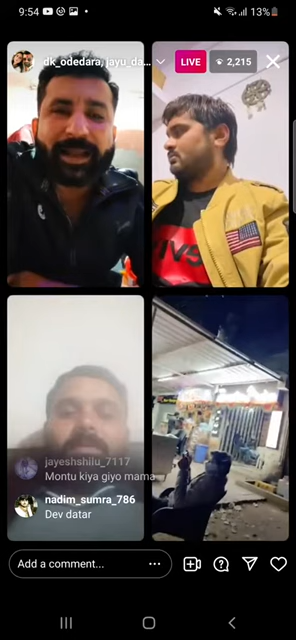 9:54
13%
dk_odedara, jayu_da...
LIVE
2,215
jayeshshilu_7117
Montu kiya giyo mama
nadim_sumra_786
Dev datar
Add a comment...